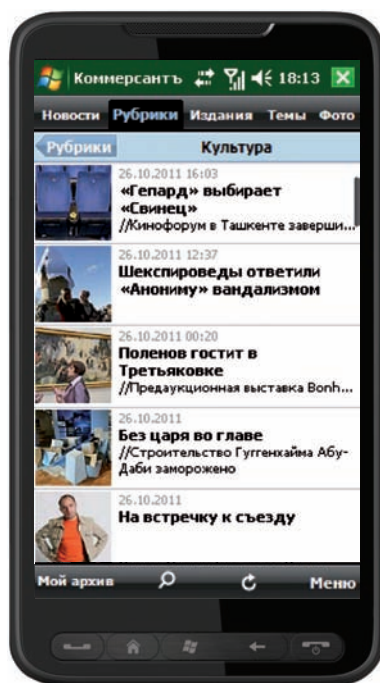 Коммерсантъ 18:13
Новости Рубрики Издания Темы Фото
Рубрики Культура
26.10.2011 16:03
«Гепард» выбирает
«Свинец»
//Кинофорум в Ташкенте заверши...
26.10.2011 12:37
Шекспироведы ответили
«Анониму» вандализмом
26.10.2011 00:20
Поленов гостит в
Третьяковке
//Предаукционная выставка Bonh...
26.10.2011
Без царя во главе
//Строительство Гуггенхайма Абу-
Даби заморожено
26.10.2011
На встречку к съезду
Мой архив Меню